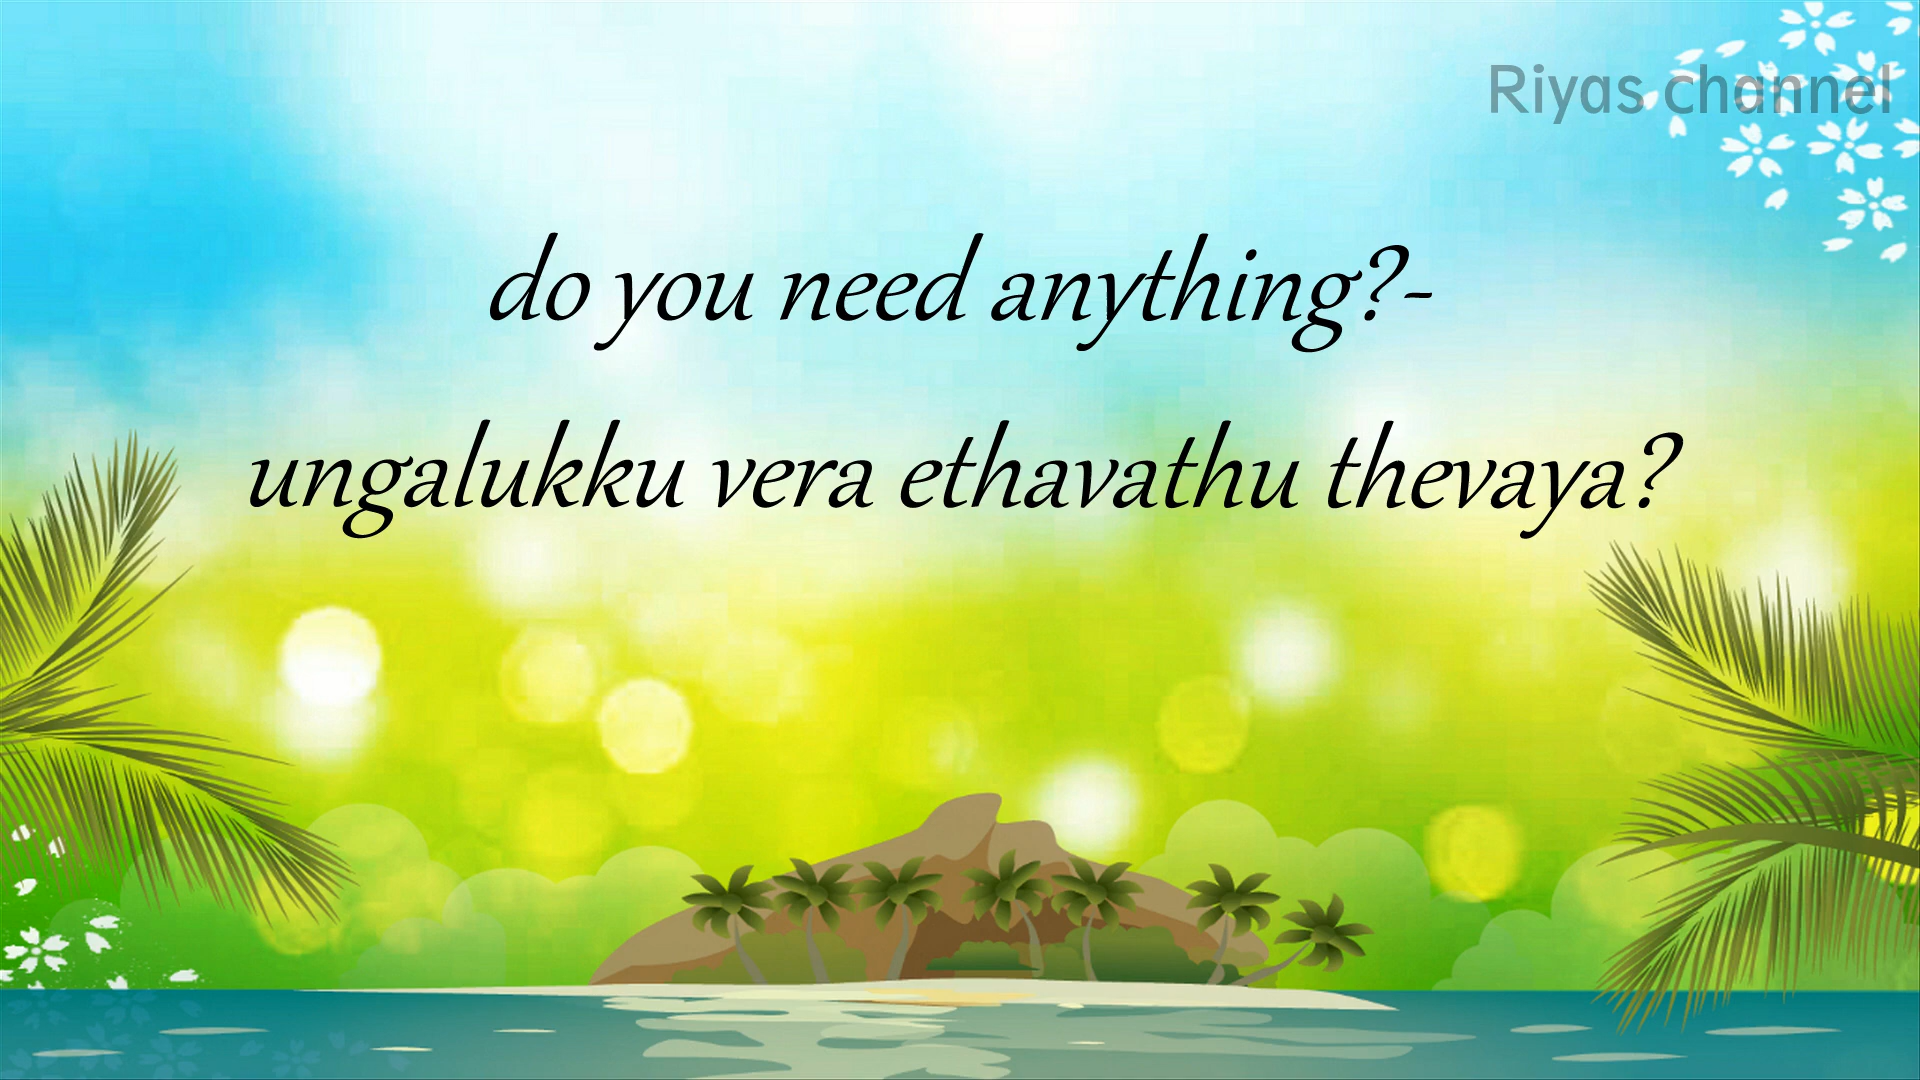 Riyas channel
do you need anything?-
ungalukku vera ethavathu thevaya?